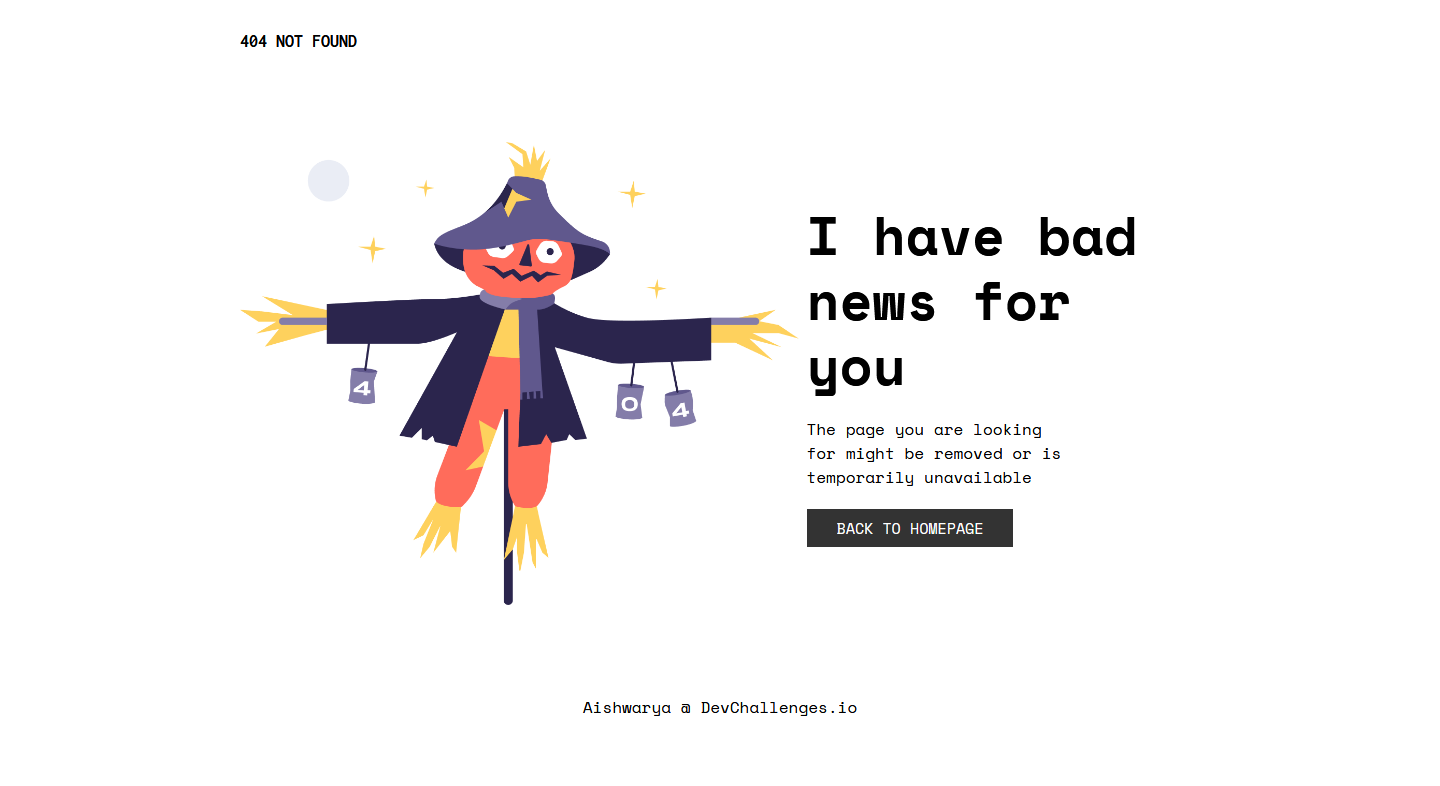 404 NOT FOUND
4
0
4
I have bad
news for
you
The page you are looking
for might be removed or is
temporarily unavailable
BACK TO HOMEPAGE
Aishwarya @ DevChallenges.io